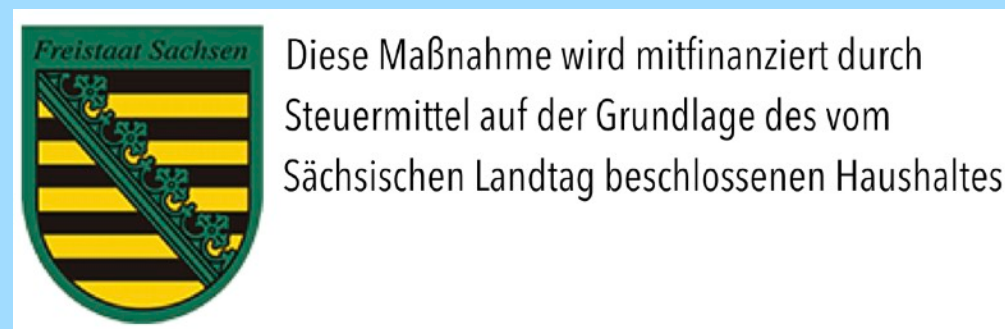 Freistaat Sachsen
Diese Maßnahme wird mitfinanziert durch
Steuermittel auf der Grundlage des vom
Sächsischen Landtag beschlossenen Haushaltes